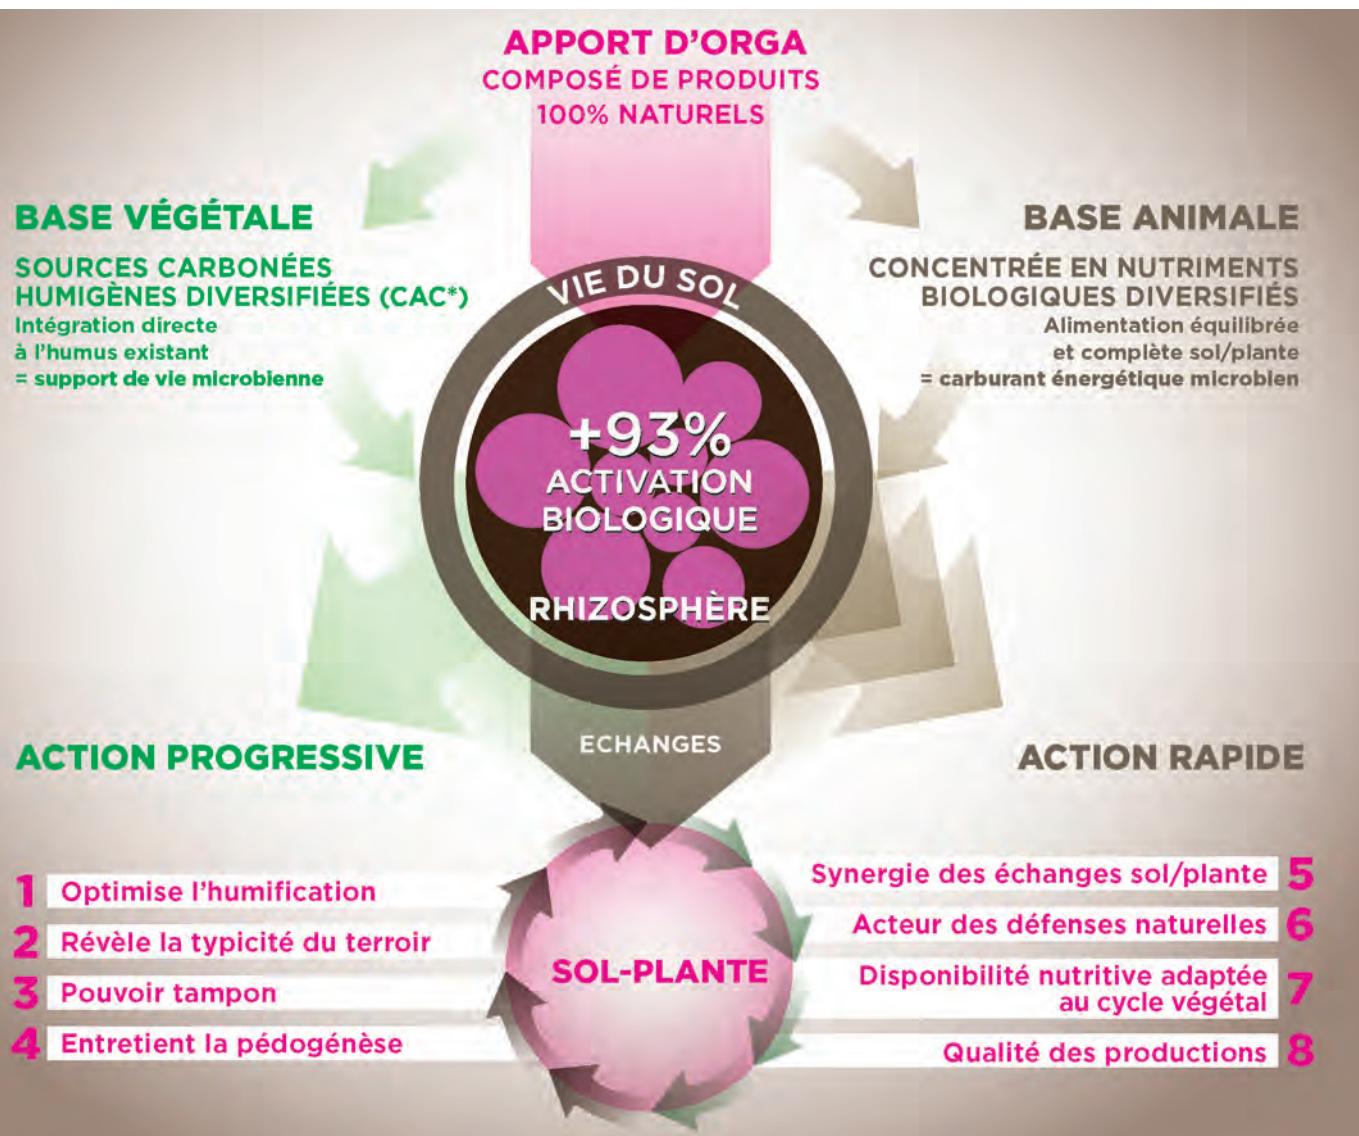 APPORT D'ORGA
COMPOSÉ DE PRODUITS
100% NATURELS
BASE VÉGÉTALE
SOURCES CARBONÉES
HUMIGÈNES DIVERSIFIÉES (CAC*)
Intégration directe
à l'humus existant
= support de vie microbienne
BASE ANIMALE
CONCENTRÉE EN NUTRIMENTS
BIOLOGIQUES DIVERSIFIÉS
Alimentation équilibrée
et complète sol/plante
= carburant énergétique microbien
VIE DU SOL
+93%
ACTIVATION
BIOLOGIQUE
RHIZOSPHÈRE
ECHANGES
ACTION PROGRESSIVE
1 Optimise l'humification
2 Révèle la typicité du terroir
3 Pouvoir tampon
4 Entretient la pédogénèse
SOL-PLANTE
ACTION RAPIDE
Synergie des échanges sol/plante 5
Acteur des défenses naturelles 6
Disponibilité nutritive adaptée
au cycle végétal 7
Qualité des productions 8